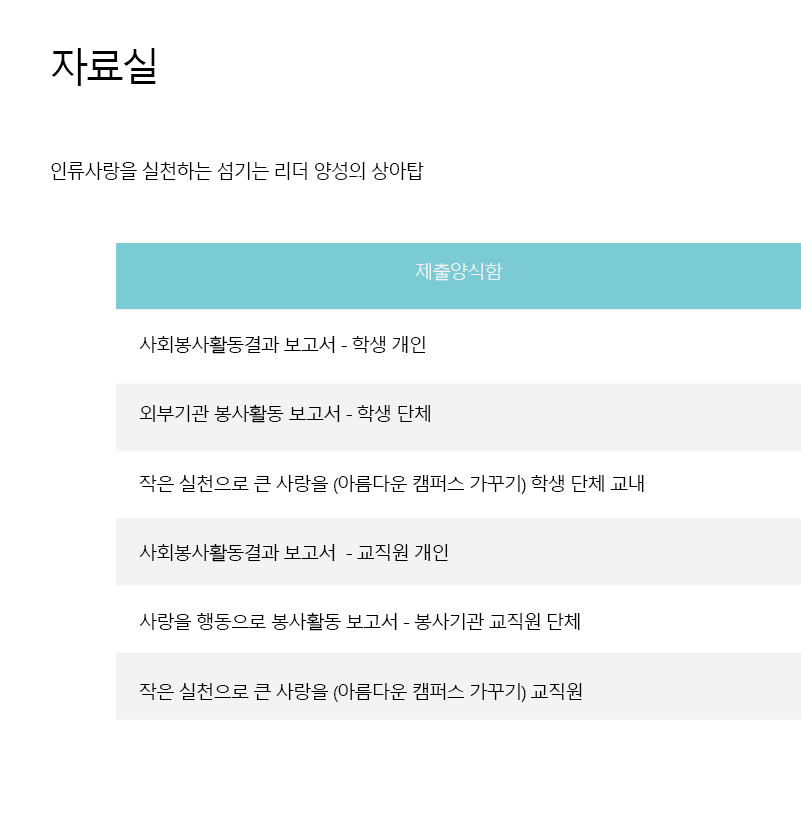 자료실
인류사랑을 실천하는 섬기는 리더 양성의 상아탑
제출양식함
사회봉사활동결과 보고서 - 학생 개인
외부기관 봉사활동 보고서 - 학생 단체
작은 실천으로 큰 사랑을 (아름다운 캠퍼스 가꾸기) 학생 단체 교내
사회봉사활동결과 보고서  - 교직원 개인
사랑을 행동으로 봉사활동 보고서 - 봉사기관 교직원 단체
작은 실천으로 큰 사랑을 (아름다운 캠퍼스 가꾸기) 교직원